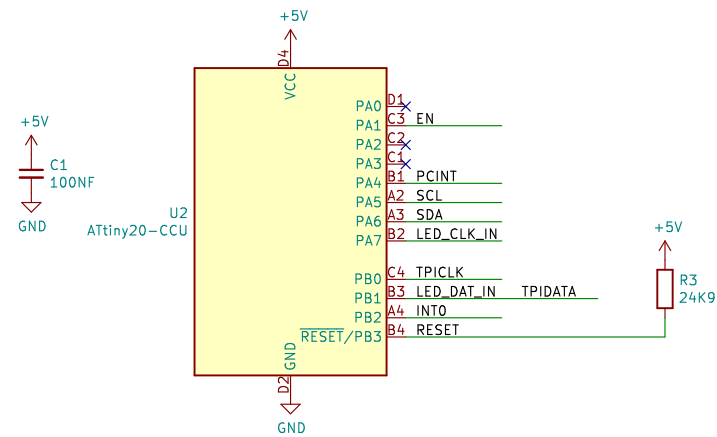 +5V
D4
VCC
PA0 D1
PA1 C3 EN
PA2 C2
PA3 C1
PA4 B1 PCINT
PA5 A2 SCL
PA6 A3 SDA
PA7 B2 LED_CLK_IN
PB0 C4 TPICLK
PB1 B3 LED_DAT_IN TPIDATA
PB2 A4 INT0
RESET/PB3 B4 RESET
GND
D2
GND
U2
ATtiny20-CCU
+5V
C1
100NF
GND
+5V
R3
24K9